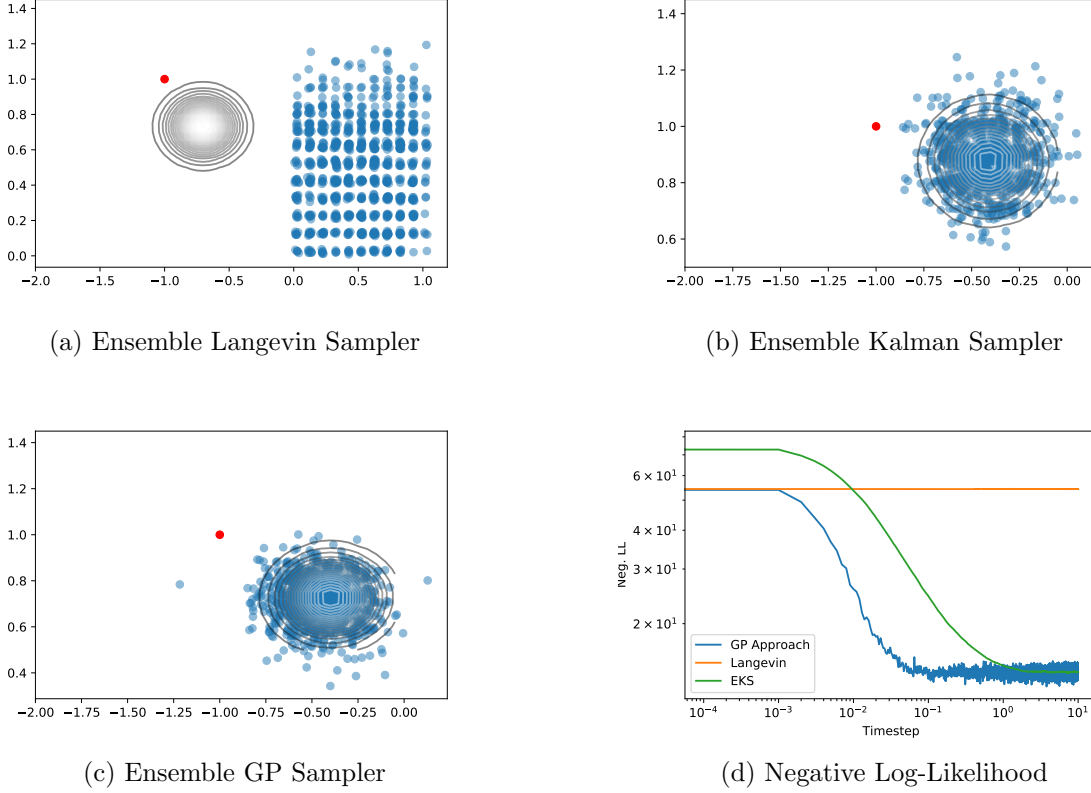 1.4
1.2
1.0
0.8
0.6
0.4
0.2
0.0
−2.0 −1.5 −1.0 −0.5 0.0 0.5 1.0
(a) Ensemble Langevin Sampler
1.4
1.2
1.0
0.8
0.6
−2.00 −1.75 −1.50 −1.25 −1.00 −0.75 −0.50 −0.25 0.00
(b) Ensemble Kalman Sampler
1.4
1.2
1.0
0.8
0.6
0.4
−2.00 −1.75 −1.50 −1.25 −1.00 −0.75 −0.50 −0.25 0.00
(c) Ensemble GP Sampler
Neg. LL
6 × 10¹
4 × 10¹
3 × 10¹
2 × 10¹
GP Approach
Langevin
EKS
10⁻⁴ 10⁻³ 10⁻² 10⁻¹ 10⁰ 10¹
Timestep
(d) Negative Log-Likelihood